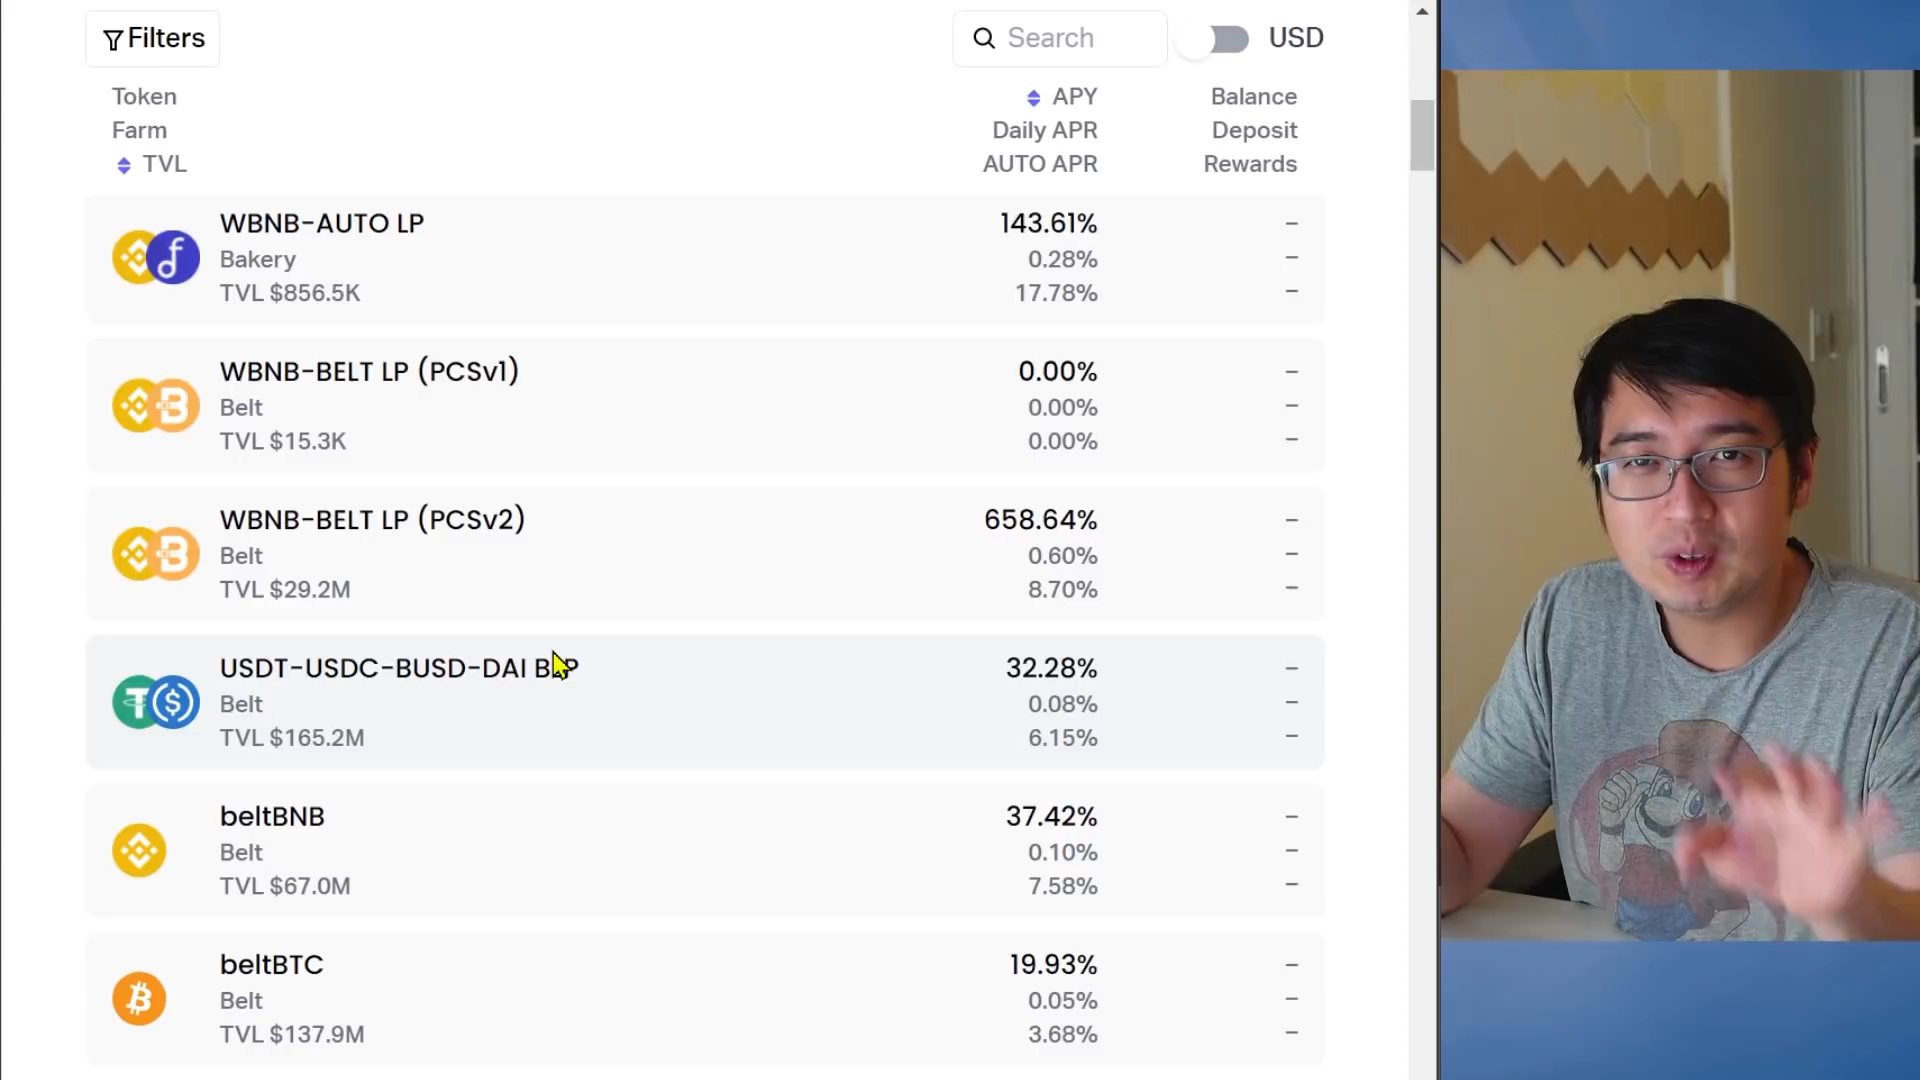 Filters
Search
USD
Token
Farm
TVL
APY
Daily APR
AUTO APR
Balance
Deposit
Rewards
WBNB-AUTO LP
Bakery
TVL $856.5K
143.61%
0.28%
17.78%
–
–
–
WBNB-BELT LP (PCSv1)
Belt
TVL $15.3K
0.00%
0.00%
0.00%
–
–
–
WBNB-BELT LP (PCSv2)
Belt
TVL $29.2M
658.64%
0.60%
8.70%
–
–
–
USDT-USDC-BUSD-DAI
Belt
TVL $165.2M
32.28%
0.08%
6.15%
–
–
–
beltBNB
Belt
TVL $67.0M
37.42%
0.10%
7.58%
–
–
–
beltBTC
Belt
TVL $137.9M
19.93%
0.05%
3.68%
–
–
–